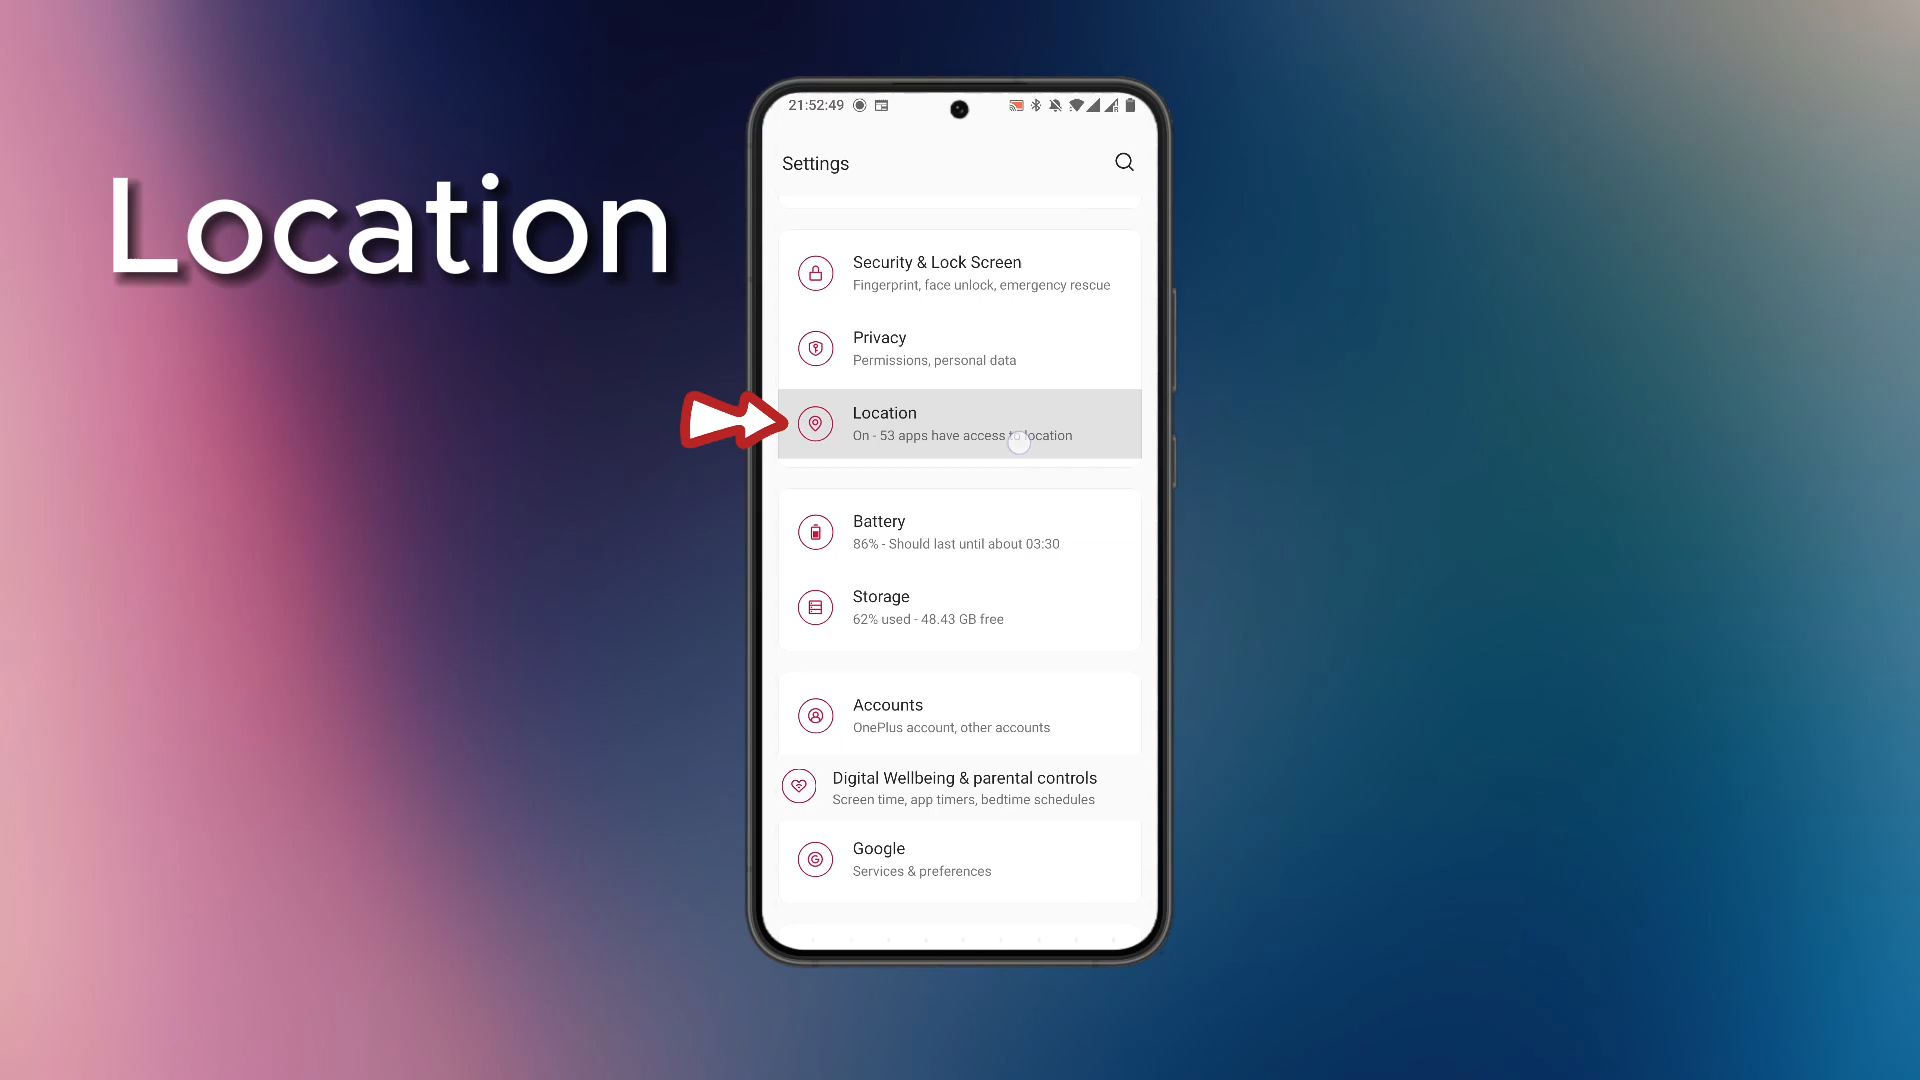 Location
21:52:49
Settings
Security & Lock Screen
Fingerprint, face unlock, emergency rescue
Privacy
Permissions, personal data
Location
On - 53 apps have access to location
Battery
86% - Should last until about 03:30
Storage
62% used - 48.43 GB free
Accounts
OnePlus account, other accounts
Digital Wellbeing & parental controls
Screen time, app timers, bedtime schedules
Google
Services & preferences